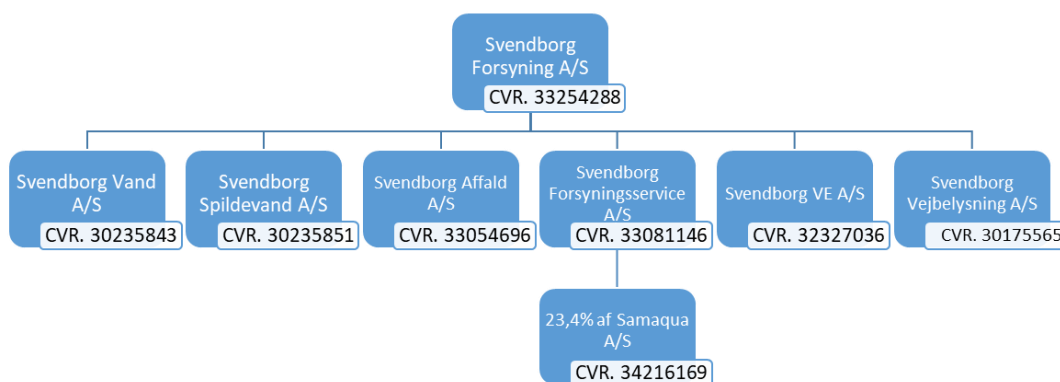 Svendborg
Forsyning A/S
CVR. 33254288
Svendborg Vand
A/S
CVR. 30235843
Svendborg
Spildevand A/S
CVR. 30235851
Svendborg Affald
A/S
CVR. 33054696
Svendborg
Forsyningsservice
A/S
CVR. 33081146
Svendborg VE A/S
CVR. 32327036
Svendborg
Vejbelysning A/S
CVR. 30175565
23,4% af Samaqua
A/S
CVR. 34216169